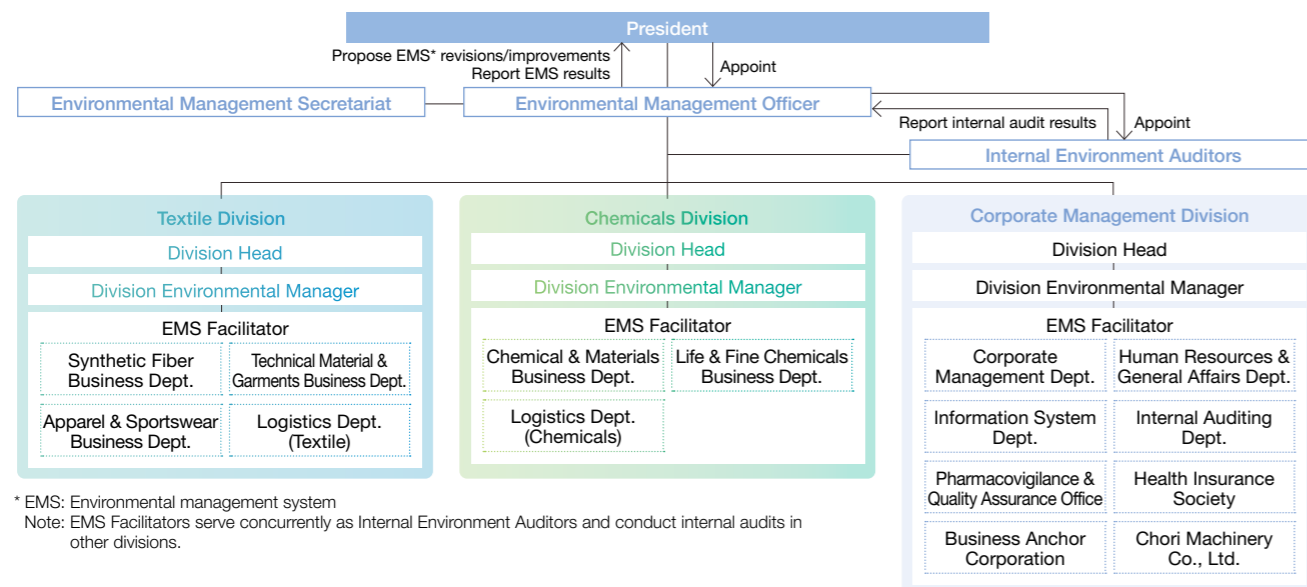 President
Propose EMS* revisions/improvements
Report EMS results
Appoint
Environmental Management Secretariat
Environmental Management Officer
Report internal audit results
Appoint
Internal Environment Auditors
Textile Division
Division Head
Division Environmental Manager
EMS Facilitator
Synthetic Fiber
Business Dept.
Technical Material &
Garments Business Dept.
Apparel & Sportswear
Business Dept.
Logistics Dept.
(Textile)
Chemicals Division
Division Head
Division Environmental Manager
EMS Facilitator
Chemical & Materials
Business Dept.
Life & Fine Chemicals
Business Dept.
Logistics Dept.
(Chemicals)
Corporate Management Division
Division Head
Division Environmental Manager
EMS Facilitator
Corporate
Management Dept.
Human Resources &
General Affairs Dept.
Information System
Dept.
Internal Auditing
Dept.
Pharmacovigilance &
Quality Assurance Office
Health Insurance
Society
Business Anchor
Corporation
Chori Machinery
Co., Ltd.
* EMS: Environmental management system
Note: EMS Facilitators serve concurrently as Internal Environment Auditors and conduct internal audits in
other divisions.